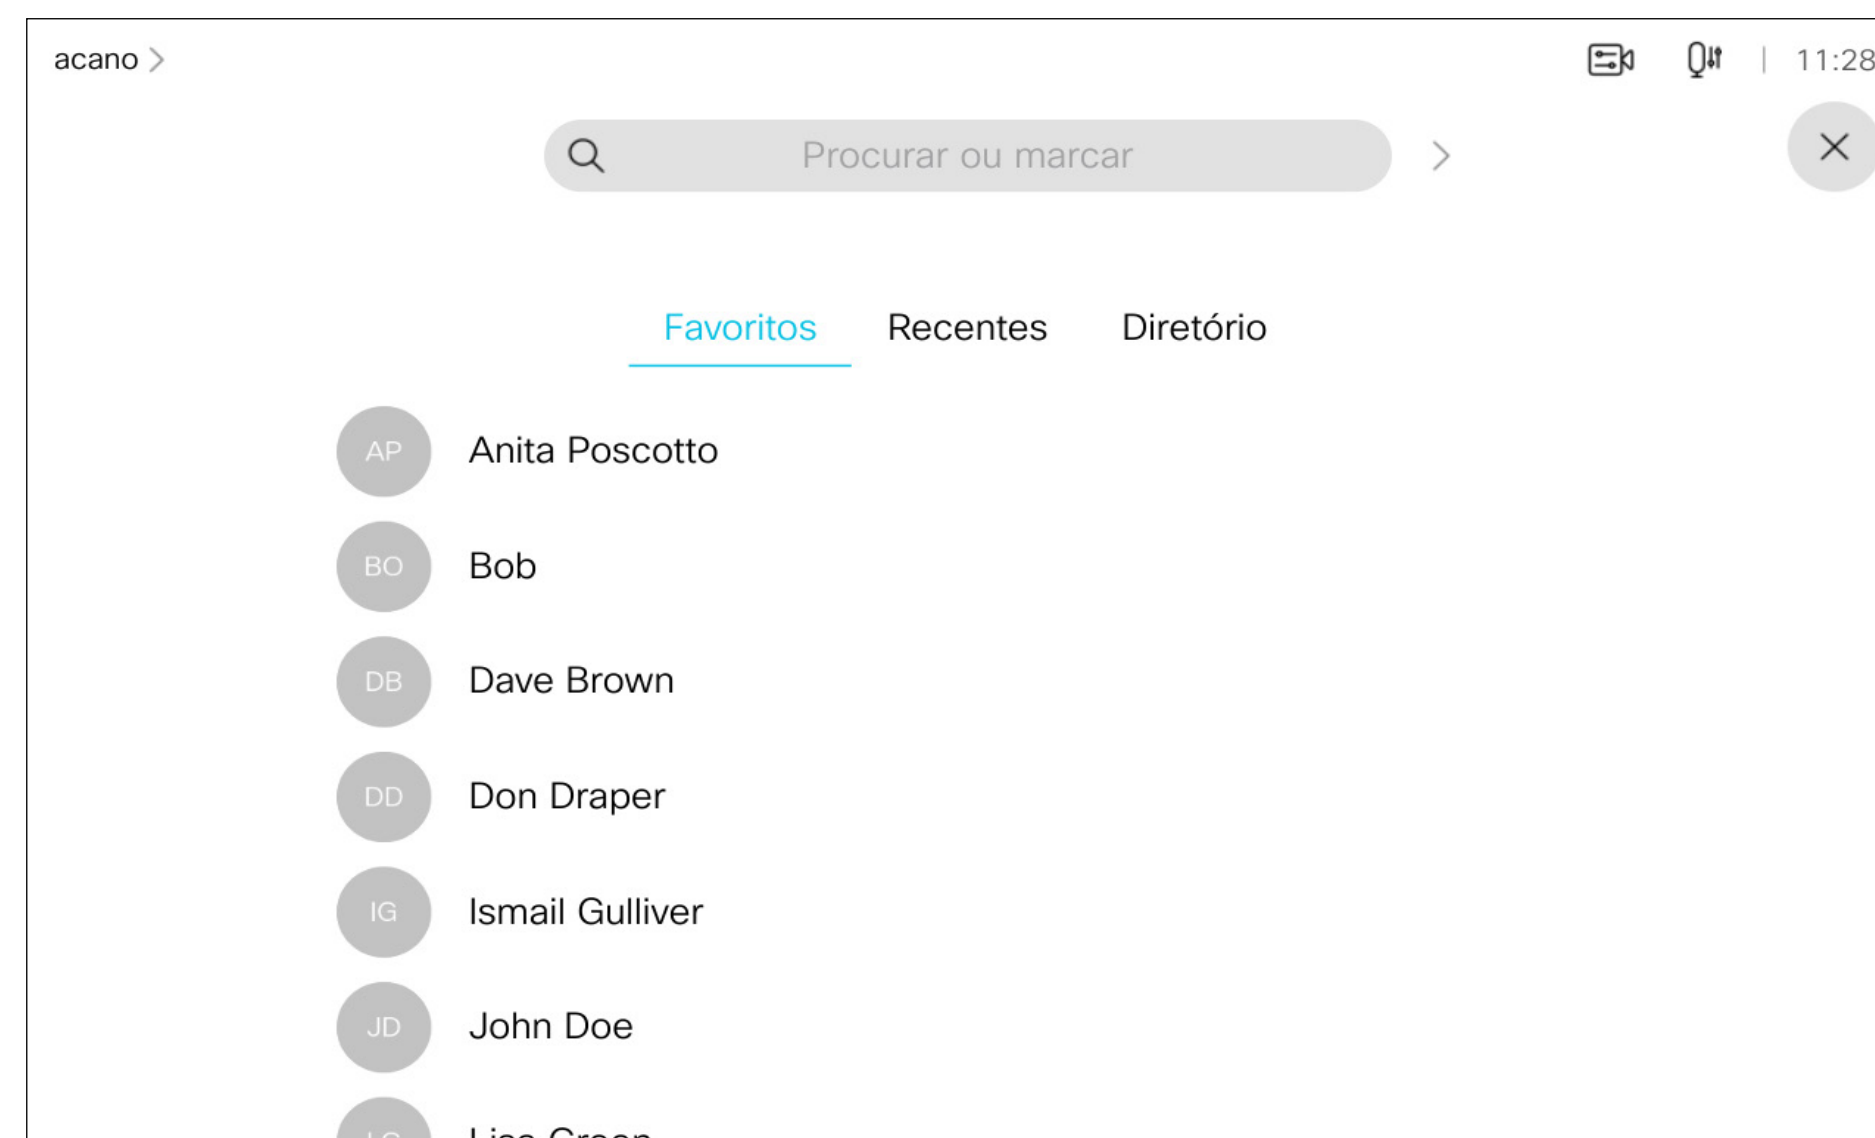 acano
11:28
Procurar ou marcar
Favoritos Recentes Diretório
AP Anita Poscotto
BO Bob
DB Dave Brown
DD Don Draper
IG Ismail Gulliver
JD John Doe